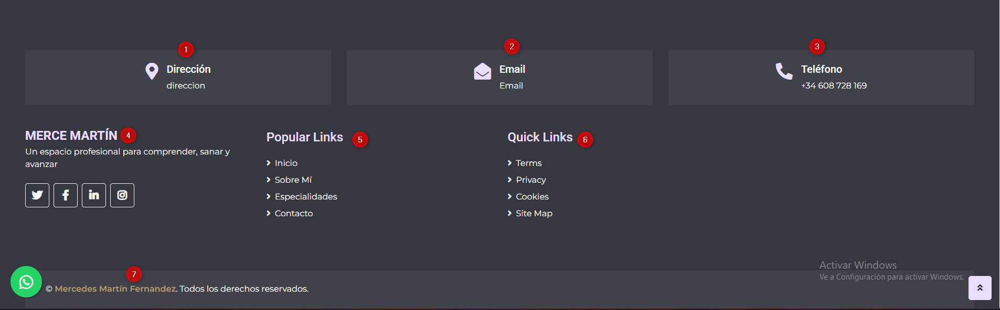 1
2
3
Dirección
direccion
Email
Email
Teléfono
+34 608 728 169
MERCE MARTÍN 4
Un espacio profesional para comprender, sanar y
avanzar
Popular Links 5
Inicio
Sobre Mí
Especialidades
Contacto
Quick Links 6
Terms
Privacy
Cookies
Site Map
Activar Windows
Ve a Configuración para activar Windows.
7
© Mercedes Martín Fernandez. Todos los derechos reservados.